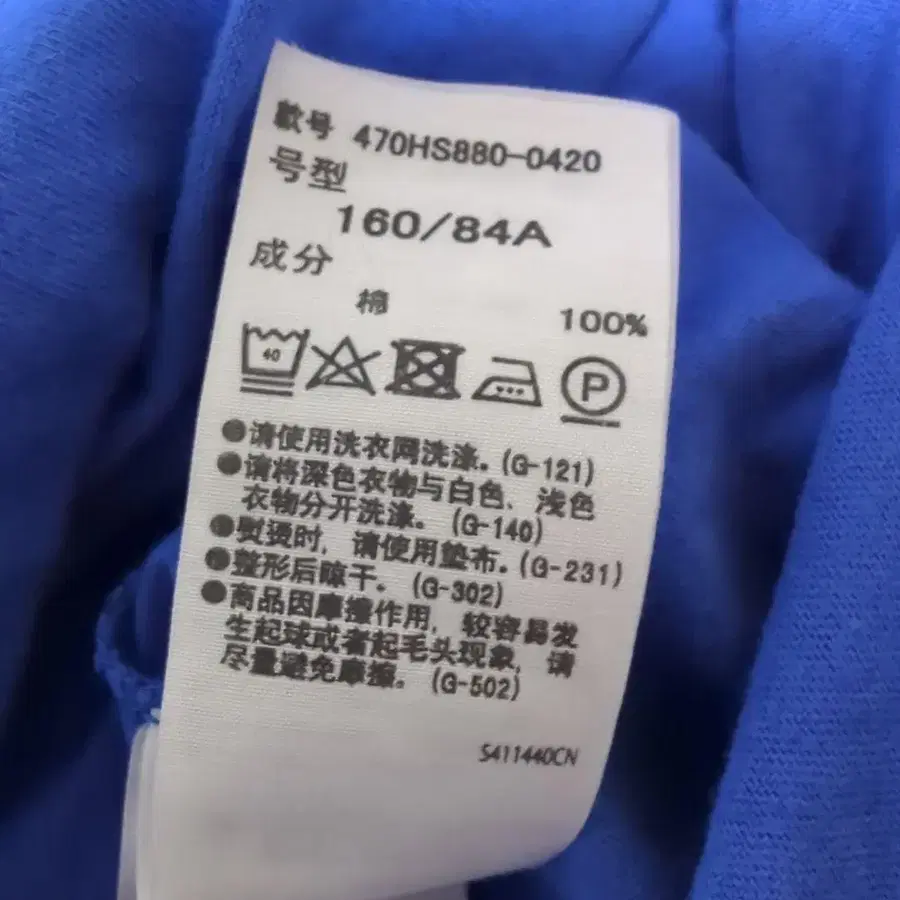 款号 470HS880-0420
号型
160/84A
成分
棉 100%
40 P
●请使用洗衣网洗涤。(G-121)
●请将深色衣物与白色，浅色
衣物分开洗涤。(G-140)
●熨烫时，请使用垫布。(G-231)
●整形后晾干。(G-302)
●商品因摩擦作用，较容易发
生起球或者起毛头现象，请
尽量避免摩擦。(G-502)
S411440CN